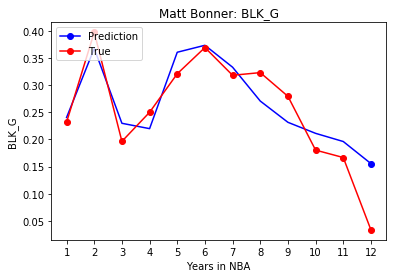 Matt Bonner: BLK_G
Prediction
True
BLK_G
0.40
0.35
0.30
0.25
0.20
0.15
0.10
0.05
1 2 3 4 5 6 7 8 9 10 11 12
Years in NBA